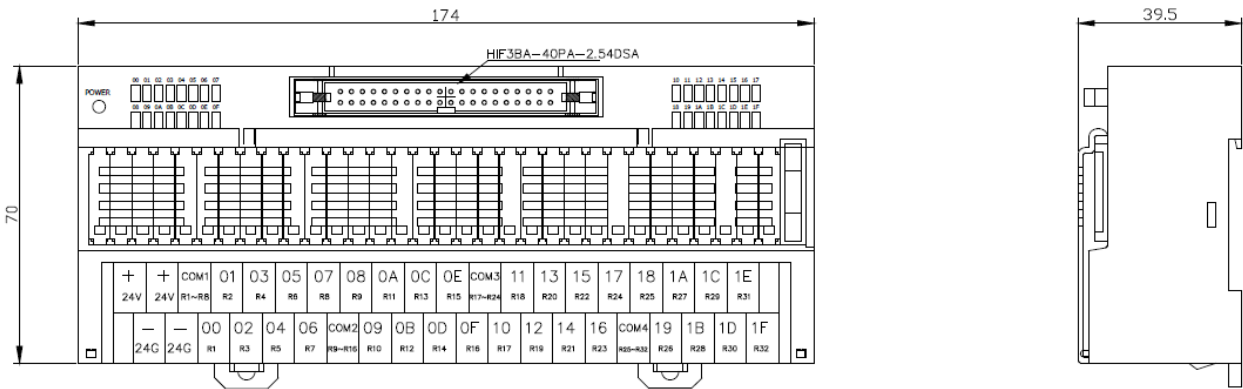 174
39.5
HIF3BA-40PA-2.54DSA
POWER
00 01 02 03 04 05 06 07
10 11 12 13 14 15 16 17
08 09 0A 0B 0C 0D 0E 0F
18 19 1A 1B 1C 1D 1E 1F
70
+ + COM1 01 03 05 07 08 0A 0C 0E COM3 11 13 15 17 18 1A 1C 1E
24V 24V R1~R8 R2 R4 R6 R8 R9 R11 R13 R15 R17~R24 R18 R20 R22 R24 R25 R27 R29 R31
− − 00 02 04 06 COM2 09 0B 0D 0F 10 12 14 16 COM4 19 1B 1D 1F
24G 24G R1 R3 R5 R7 R9~R16 R10 R12 R14 R16 R17 R19 R21 R23 R25~R32 R26 R28 R30 R32